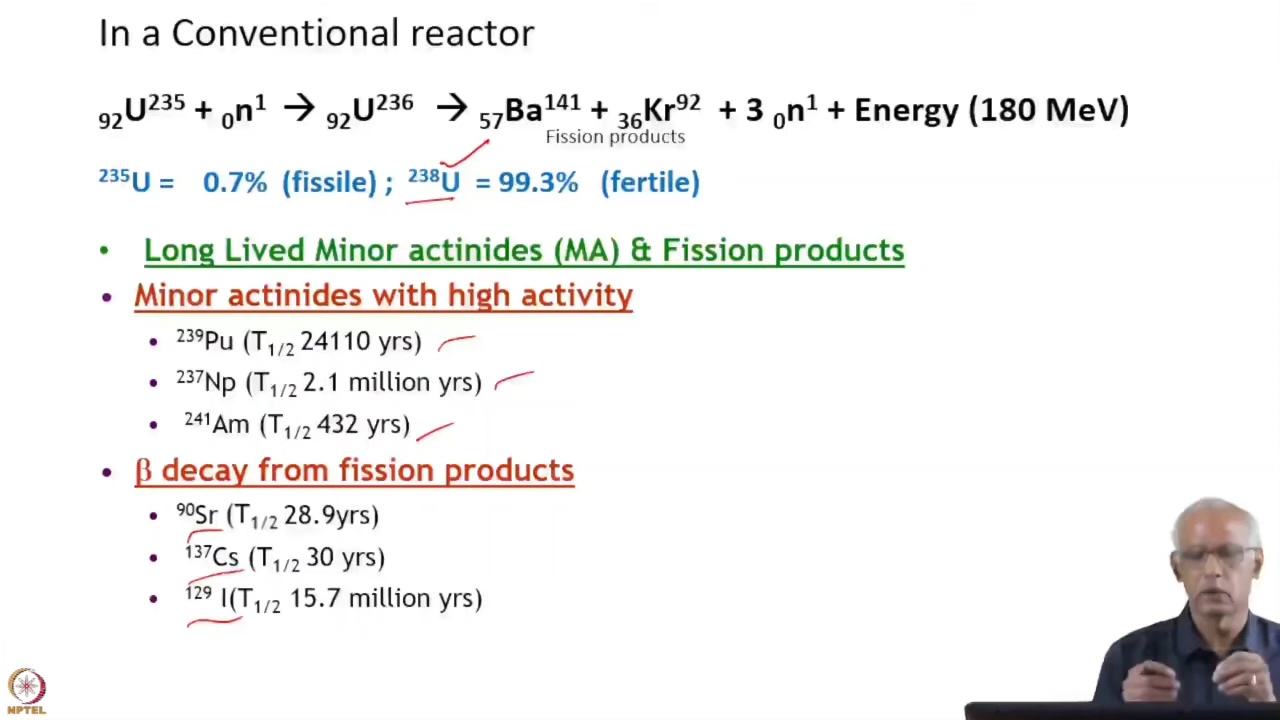 In a Conventional reactor
₉₂U²³⁵ + ₀n¹ → ₉₂U²³⁶ → ₅₇Ba¹⁴¹ + ₃₆Kr⁹² + 3 ₀n¹ + Energy (180 MeV)
Fission products
²³⁵U = 0.7% (fissile) ; ²³⁸U = 99.3% (fertile)
• Long Lived Minor actinides (MA) & Fission products
• Minor actinides with high activity
• ²³⁹Pu (T₁/₂ 24110 yrs)
• ²³⁷Np (T₁/₂ 2.1 million yrs)
• ²⁴¹Am (T₁/₂ 432 yrs)
• β decay from fission products
• ⁹⁰Sr (T₁/₂ 28.9yrs)
• ¹³⁷Cs (T₁/₂ 30 yrs)
• ¹²⁹ I(T₁/₂ 15.7 million yrs)
NPTEL